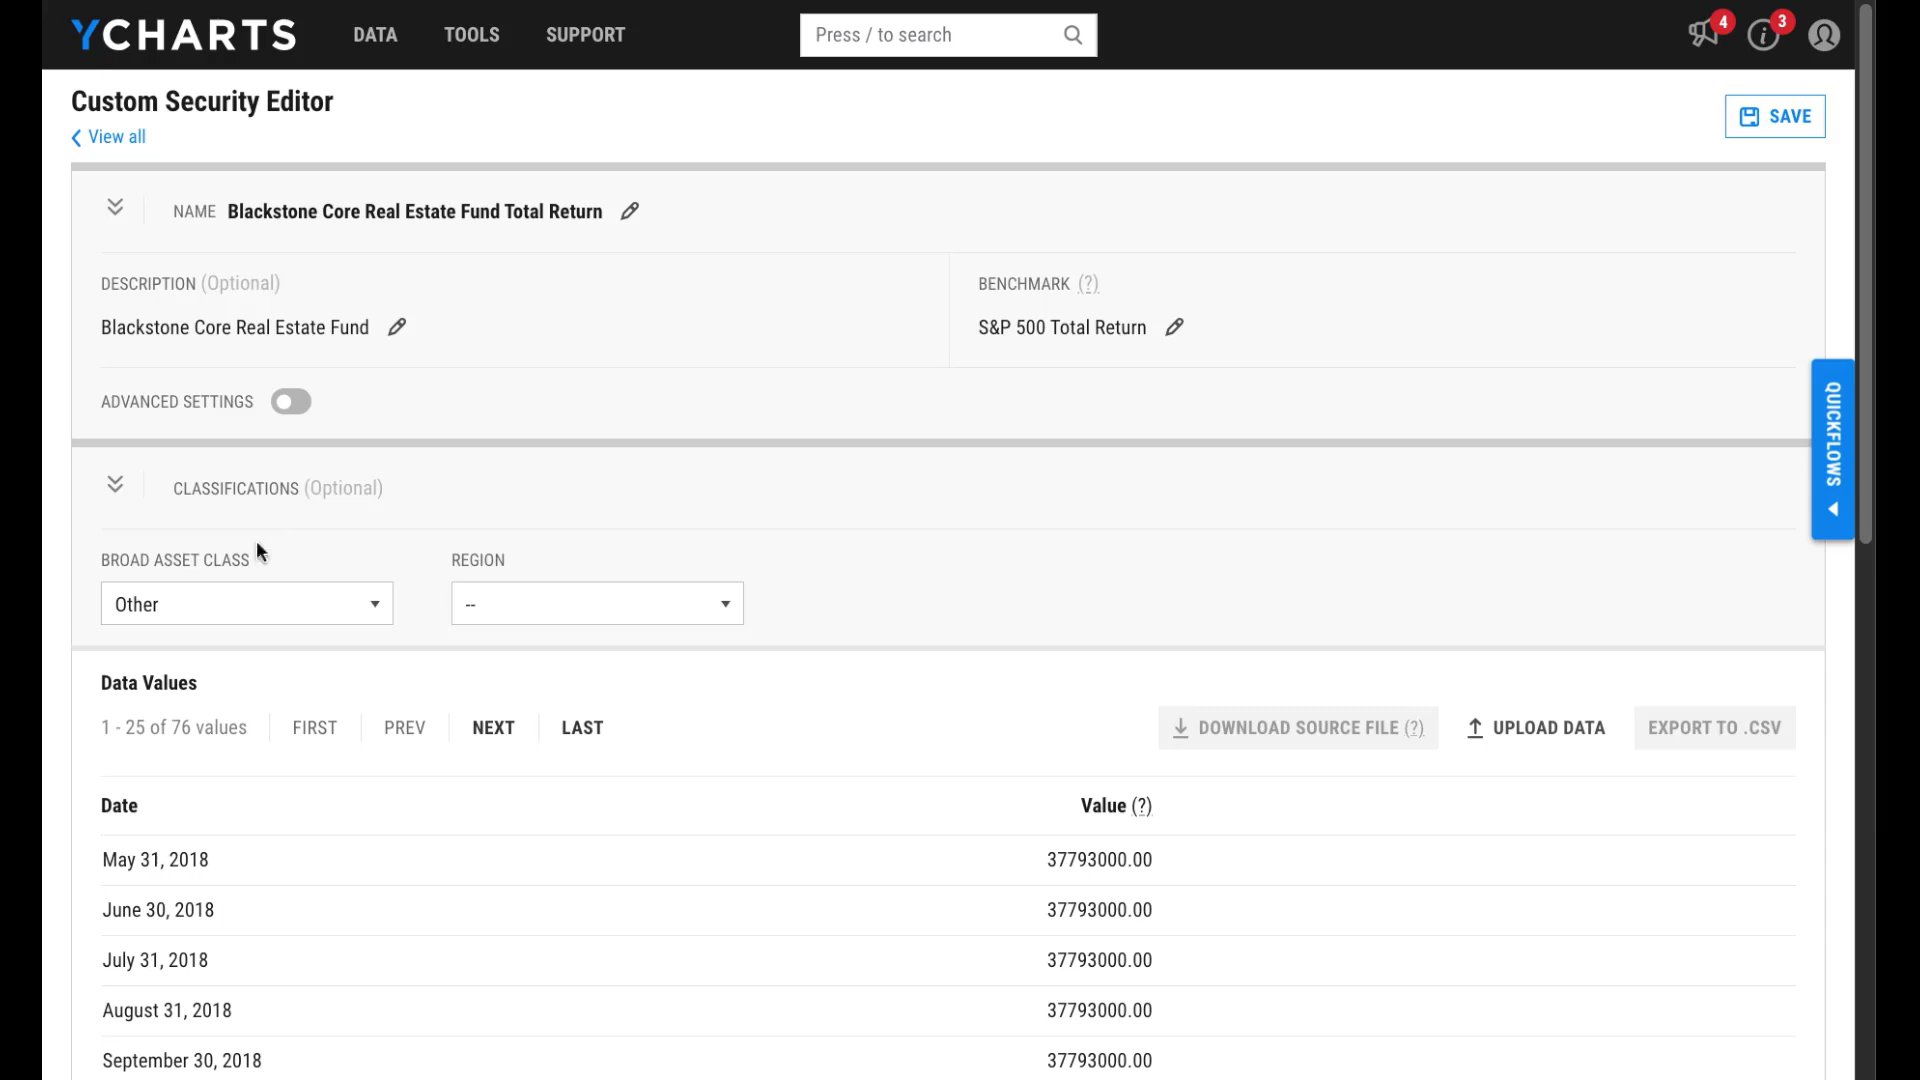 YCHARTS DATA TOOLS SUPPORT Press / to search 4 3
Custom Security Editor
View all
SAVE
NAME Blackstone Core Real Estate Fund Total Return
DESCRIPTION (Optional) BENCHMARK (?)
Blackstone Core Real Estate Fund S&P 500 Total Return
ADVANCED SETTINGS
QUICKFLOWS
CLASSIFICATIONS (Optional)
BROAD ASSET CLASS REGION
Other --
Data Values
1 - 25 of 76 values FIRST PREV NEXT LAST DOWNLOAD SOURCE FILE (?) UPLOAD DATA EXPORT TO .CSV
Date Value (?)
May 31, 2018 37793000.00
June 30, 2018 37793000.00
July 31, 2018 37793000.00
August 31, 2018 37793000.00
September 30, 2018 37793000.00